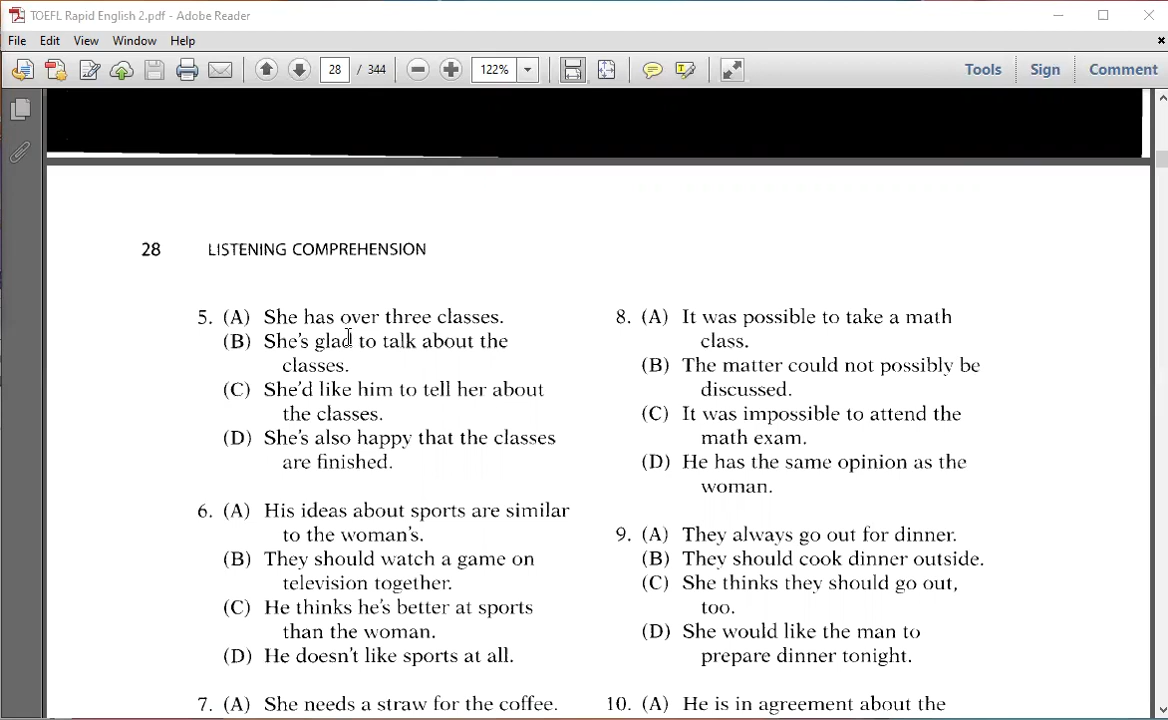 TOEFL Rapid English 2.pdf - Adobe Reader
File Edit View Window Help
28 / 344 122% Tools Sign Comment
28 LISTENING COMPREHENSION
5. (A) She has over three classes.
(B) She's glad to talk about the
classes.
(C) She'd like him to tell her about
the classes.
(D) She's also happy that the classes
are finished.
6. (A) His ideas about sports are similar
to the woman's.
(B) They should watch a game on
television together.
(C) He thinks he's better at sports
than the woman.
(D) He doesn't like sports at all.
7. (A) She needs a straw for the coffee.
8. (A) It was possible to take a math
class.
(B) The matter could not possibly be
discussed.
(C) It was impossible to attend the
math exam.
(D) He has the same opinion as the
woman.
9. (A) They always go out for dinner.
(B) They should cook dinner outside.
(C) She thinks they should go out,
too.
(D) She would like the man to
prepare dinner tonight.
10. (A) He is in agreement about the